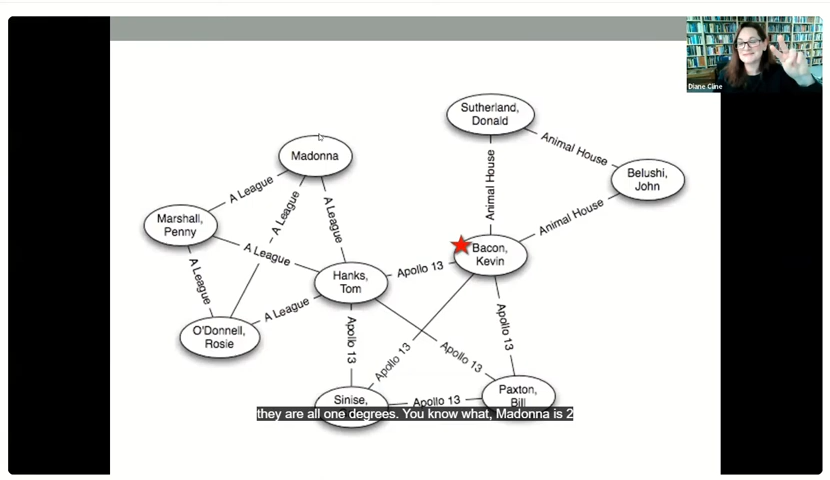 Diane Cline
Sutherland,
Donald
Animal House
Madonna
Belushi,
John
A League
A League
Animal House
A League
Marshall,
Penny
Animal House
A League
Bacon,
Kevin
A League
Hanks,
Tom
Apollo 13
A League
O'Donnell,
Rosie
Apollo 13
Apollo 13
Apollo 13
Apollo 13
Sinise,
Apollo 13
Paxton,
Bill
they are all one degrees. You know what, Madonna is 2